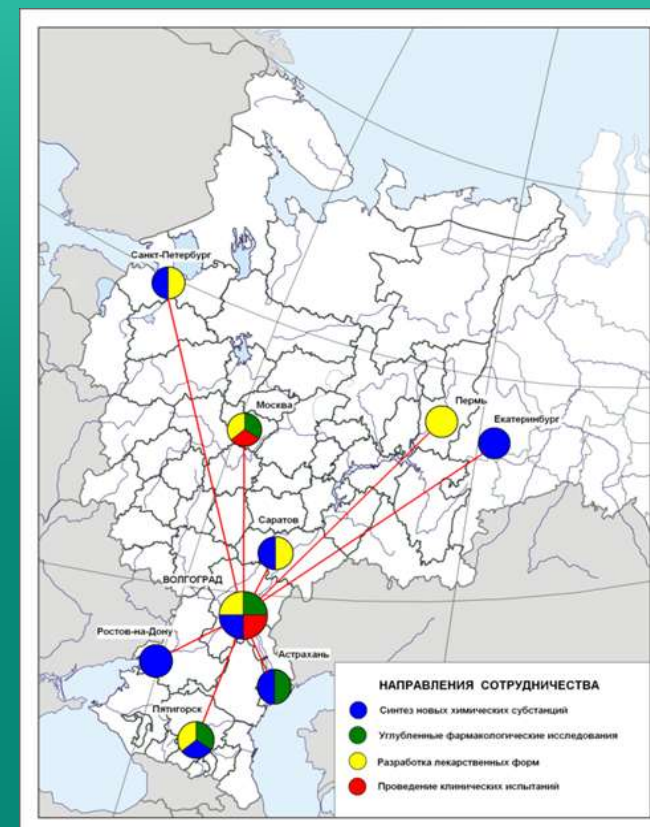 Санкт-Петербург
Москва
Пермь
Екатеринбург
Саратов
ВОЛГОГРАД
Ростов-на-Дону
Астрахань
Пятигорск
НАПРАВЛЕНИЯ СОТРУДНИЧЕСТВА
Синтез новых химических субстанций
Углубленные фармакологические исследования
Разработка лекарственных форм
Проведение клинических испытаний